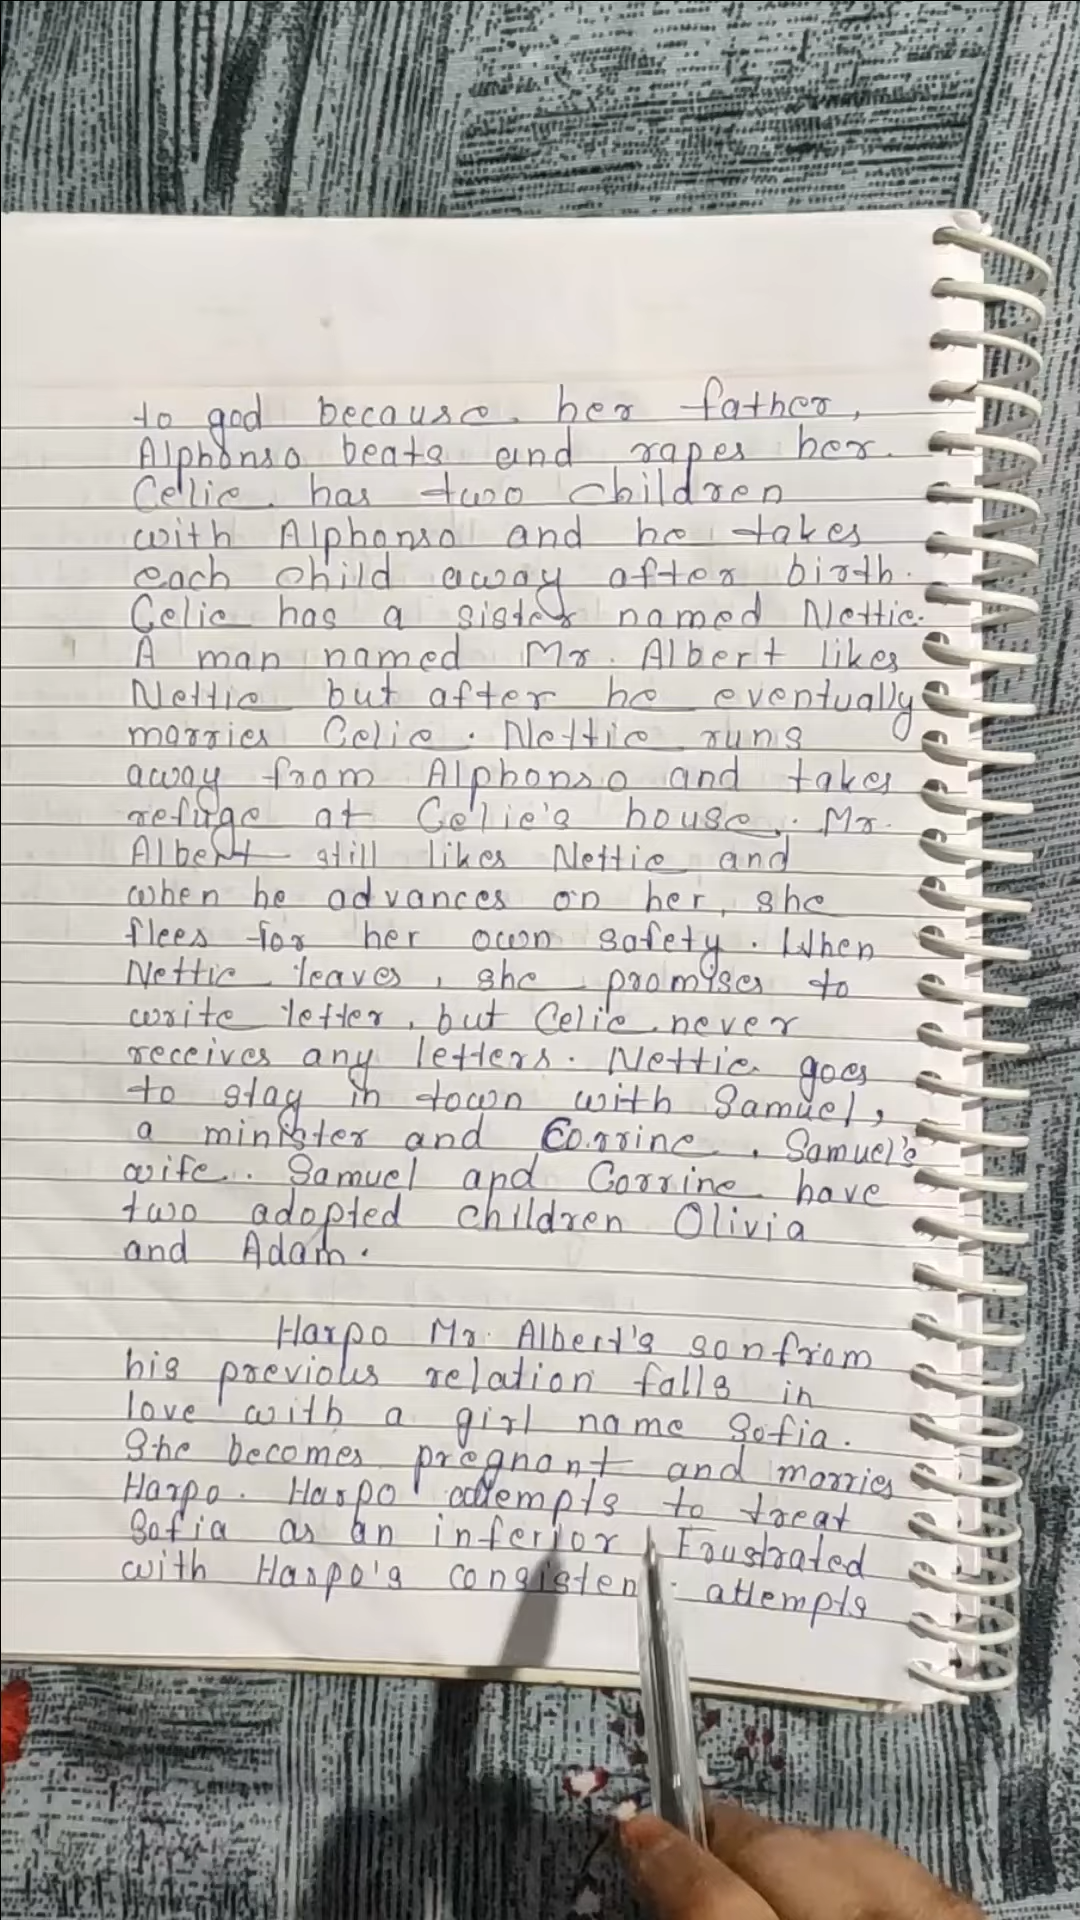 to god because her father,
Alphonso beats and rapes her.
Celie has two children
with Alphonso and he takes
each child away after birth.
Celie has a sister named Nettie.
A man named Mr. Albert likes
Nettie but after he eventually
marries Celie. Nettie runs
away from Alphonso and takes
refuge at Celie's house. Mr.
Albert still likes Nettie and
when he advances on her, she
flees for her own safety. When
Nettie leaves, she promises to
write letter, but Celie never
receives any letters. Nettie goes
to stay in town with Samuel,
a minister and Corrine, Samuel's
wife. Samuel and Corrine have
two adopted children Olivia
and Adam.
Harpo Mr. Albert's son from
his previous relation falls in
love with a girl name Sofia.
She becomes pregnant and marries
Harpo. Harpo attempts to treat
Sofia as an inferior. Frustrated
with Harpo's attempts